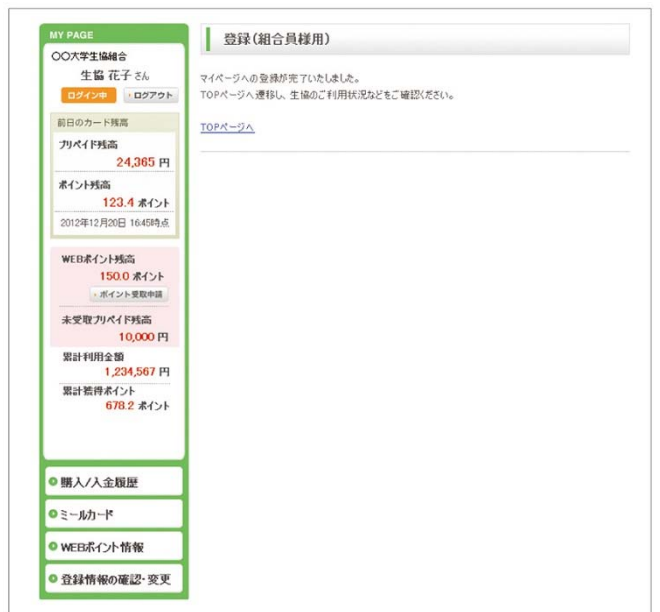 MY PAGE
〇〇大学生協組合
生協 花子 さん
ログイン中
ログアウト
前日のカード残高
プリペイド残高
24,365 円
ポイント残高
123.4 ポイント
2012年12月20日 16:45時点
WEBポイント残高
150.0 ポイント
ポイント受取申請
未受取プリペイド残高
10,000 円
累計利用金額
1,234,567 円
累計獲得ポイント
678.2 ポイント
購入/入金履歴
ミールカード
WEBポイント情報
登録情報の確認・変更
登録(組合員様用)
マイページへの登録が完了いたしました。
TOPページへ遷移し、生協のご利用状況などをご確認ください。
TOPページへ